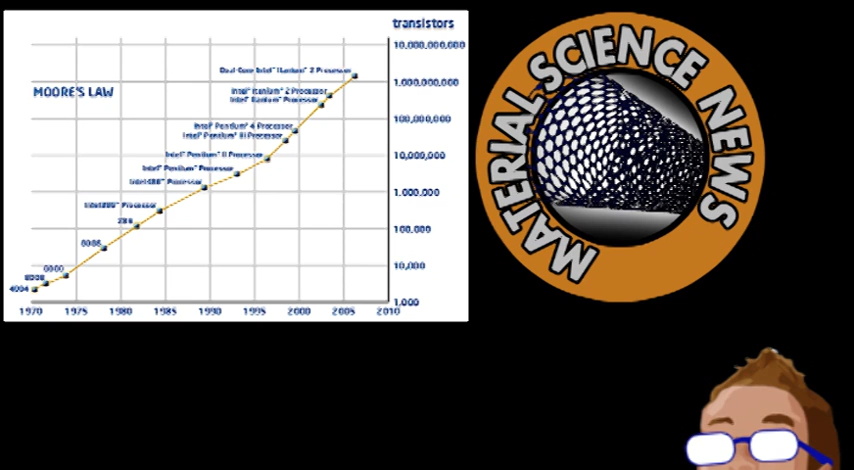 transistors
10,000,000,000
Dual-Core Intel® Itanium® 2 Processor
1,000,000,000
MOORE'S LAW
Intel® Itanium® 2 Processor
Intel® Itanium® Processor
100,000,000
Intel® Pentium® 4 Processor
Intel® Pentium® III Processor
Intel® Pentium® II Processor
10,000,000
Intel® Pentium® Processor
Intel486™ Processor
1,000,000
Intel386™ Processor
286
100,000
8086
8080
10,000
8008
4004
1,000
1970 1975 1980 1985 1990 1995 2000 2005 2010
MATERIAL SCIENCE NEWS